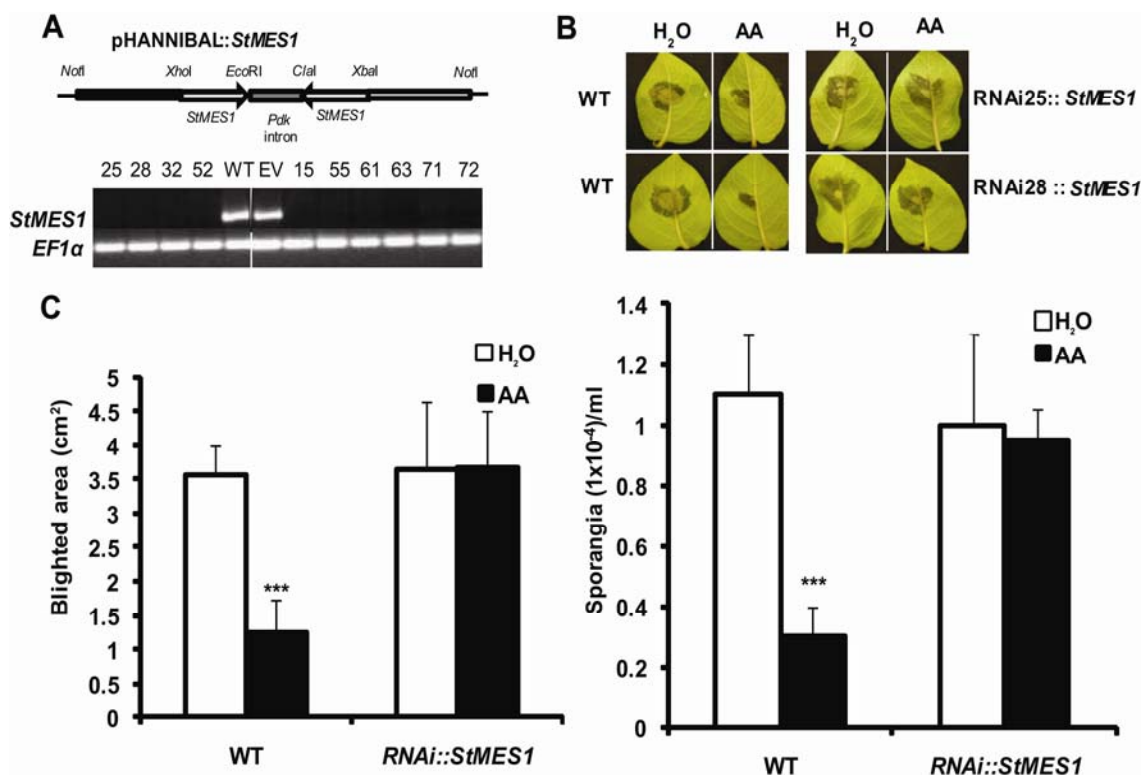 A
pHANNIBAL::StMES1
NotI XhoI EcoRI ClaI XbaI NotI
StMES1 Pdk intron StMES1
25 28 32 52 WT EV 15 55 61 63 71 72
StMES1
EF1α
B
H₂O AA H₂O AA
WT RNAi25::StMES1
WT RNAi28 :: StMES1
C
H₂O
AA
Blighted area (cm²)
5
4.5
4
3.5
3
2.5
2
1.5
1
0.5
0
***
WT RNAi::StMES1
H₂O
AA
Sporangia (1x10⁻⁴)/ml
1.4
1.2
1
0.8
0.6
0.4
0.2
0
***
WT RNAi::StMES1